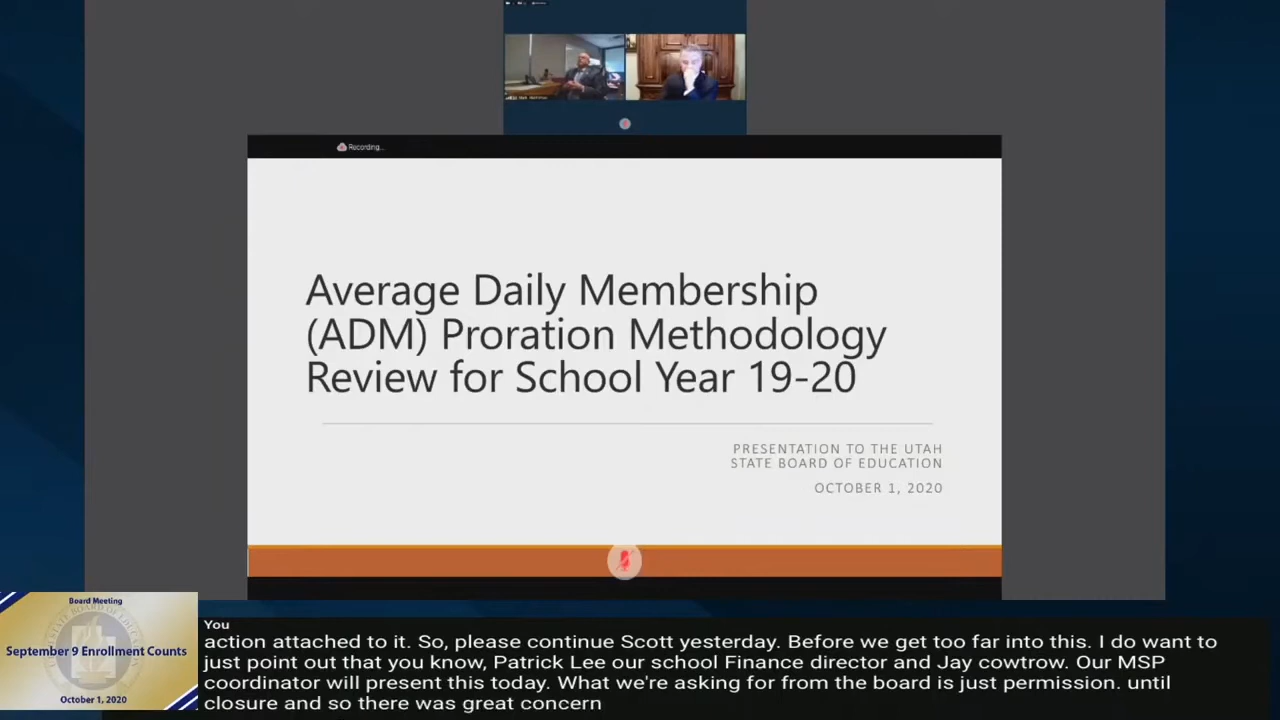 Recording...
Average Daily Membership
(ADM) Proration Methodology
Review for School Year 19-20
PRESENTATION TO THE UTAH
STATE BOARD OF EDUCATION
OCTOBER 1, 2020
Board Meeting
September 9 Enrollment Counts
October 1, 2020
You
action attached to it. So, please continue Scott yesterday. Before we get too far into this. I do want to
just point out that you know, Patrick Lee our school Finance director and Jay cowtrow. Our MSP
coordinator will present this today. What we're asking for from the board is just permission. until
closure and so there was great concern